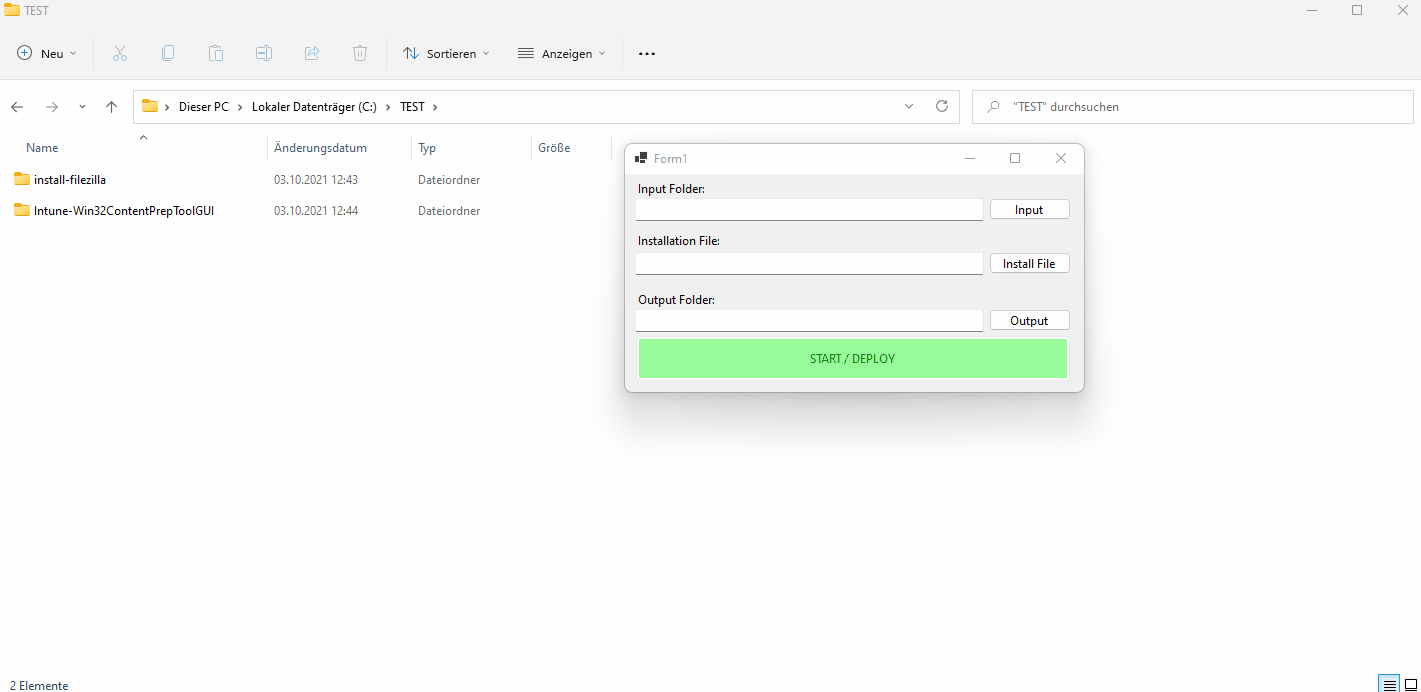 TEST
Neu
Sortieren
Anzeigen
Dieser PC
Lokaler Datenträger (C:)
TEST
"TEST" durchsuchen
Name
Änderungsdatum
Typ
Größe
install-filezilla
03.10.2021 12:43
Dateiordner
Intune-Win32ContentPrepToolGUI
03.10.2021 12:44
Dateiordner
Form1
Input Folder:
Input
Installation File:
Install File
Output Folder:
Output
START / DEPLOY
2 Elemente